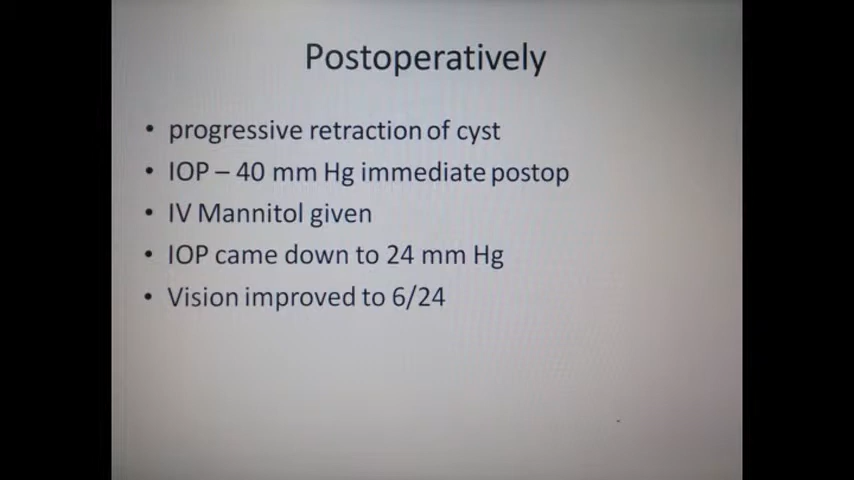 Postoperatively
• progressive retraction of cyst
• IOP – 40 mm Hg immediate postop
• IV Mannitol given
• IOP came down to 24 mm Hg
• Vision improved to 6/24